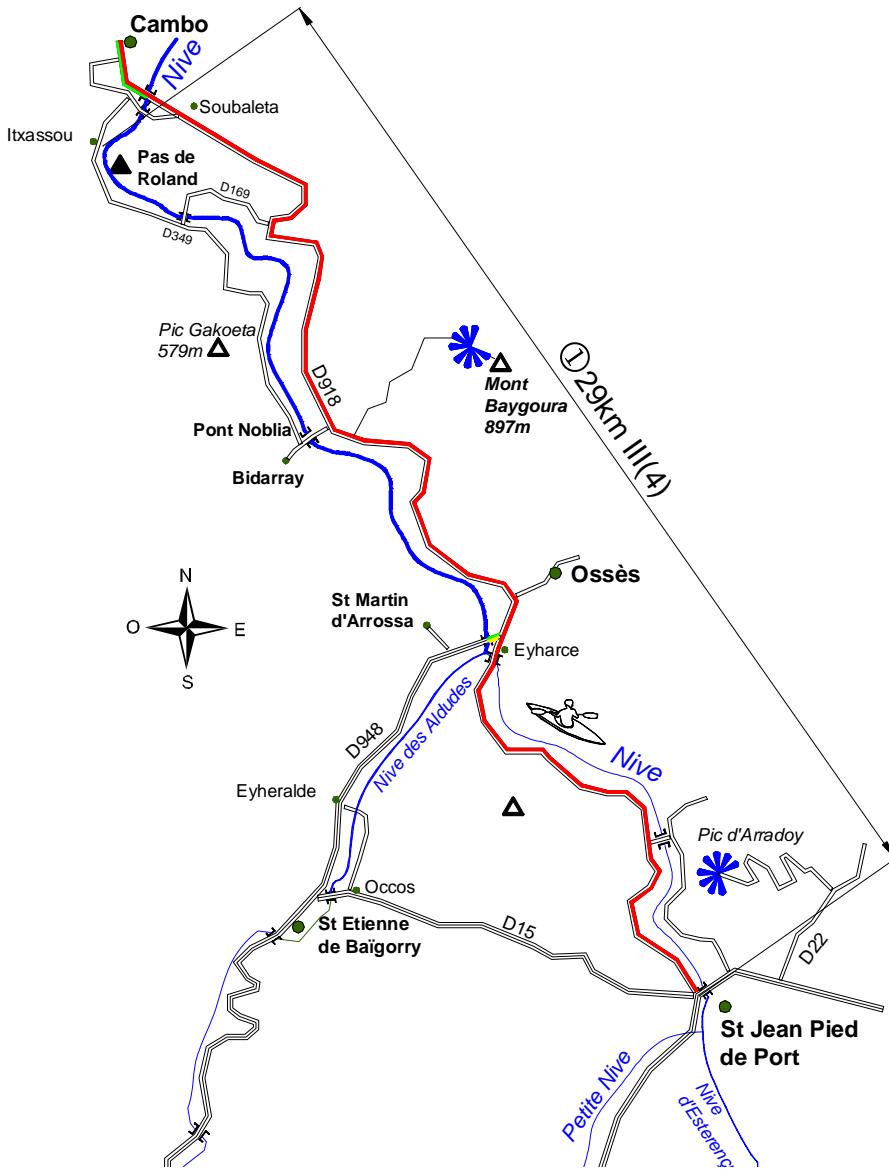 Cambo
Nive
Soubaleta
Itxassou
Pas de
Roland
D169
D349
Pic Gakoeta
579m
D918
Mont
Baygoura
897m
①29km III(4)
Pont Noblia
Bidarray
N
O
E
S
Ossès
St Martin
d'Arrossa
Eyharce
D948
Nive des Aldudes
Nive
Eyheralde
Pic d'Arradoy
Occos
St Etienne
de Baïgorry
D15
D22
St Jean Pied
de Port
Petite Nive
Nive